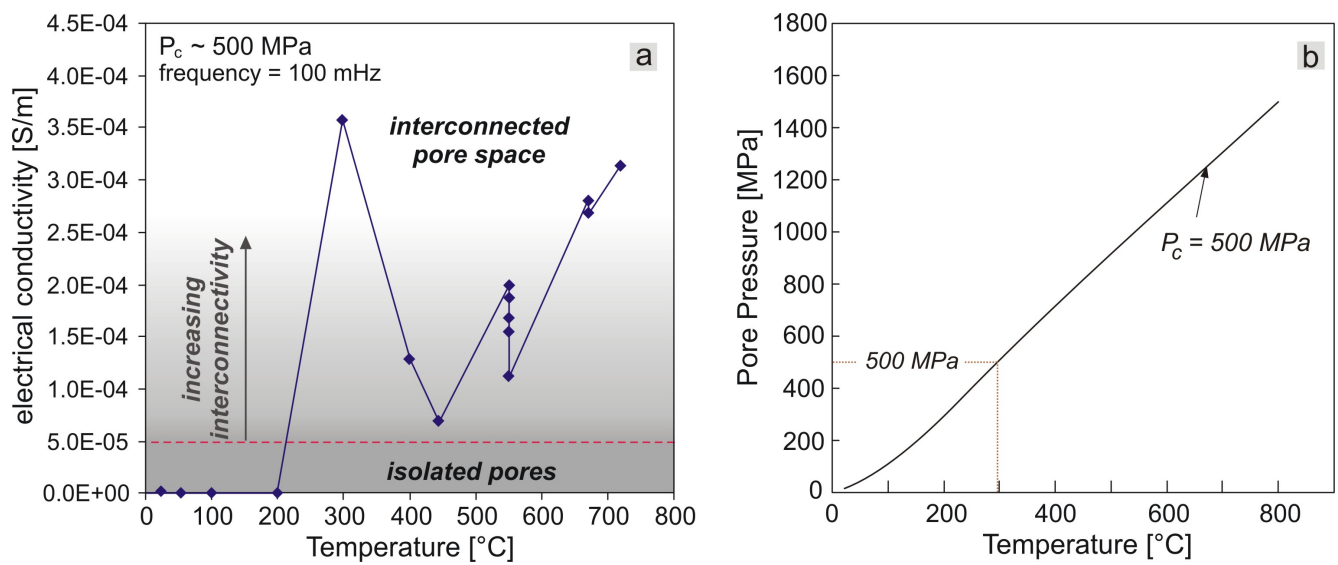 P_c ~ 500 MPa
frequency = 100 mHz
a
interconnected
pore space
increasing
interconnectivity
isolated pores
electrical conductivity [S/m]
4.5E-04
4.0E-04
3.5E-04
3.0E-04
2.5E-04
2.0E-04
1.5E-04
1.0E-04
5.0E-05
0.0E+00
0 100 200 300 400 500 600 700 800
Temperature [°C]
b
Pore Pressure [MPa]
1800
1600
1400
1200
1000
800
600
400
200
0
P_c = 500 MPa
500 MPa
0 200 400 600 800
Temperature [°C]